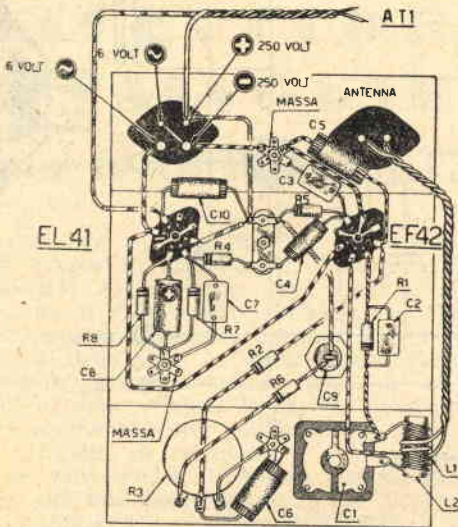 AT1
6 VOLT
6 VOLT
+ 250 VOLT
- 250 VOLT
MASSA
ANTENNA
C5
C3
C10
R5
EL41
EF42
R4
C4
C7
R1
C2
R8
R7
R2
C8
R6
C9
MASSA
R3
C6
C1
L1
L2